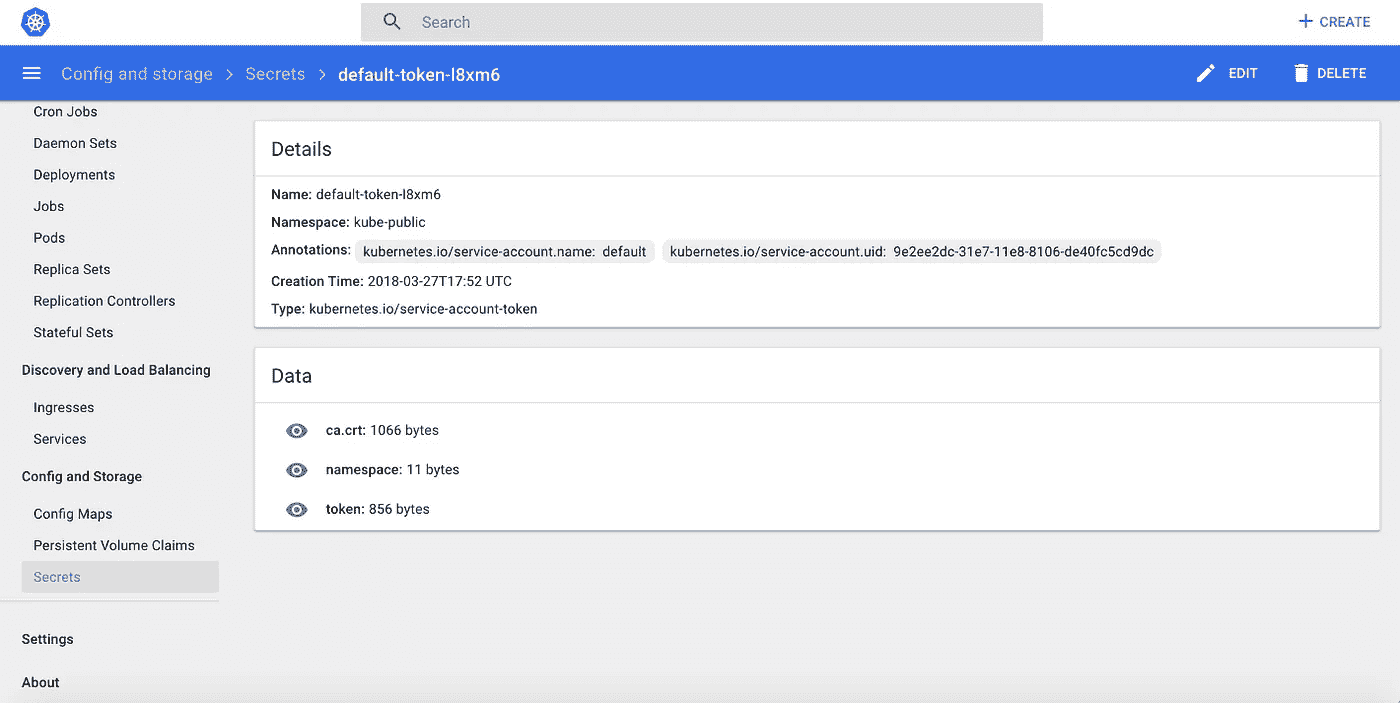 Search
CREATE
Config and storage > Secrets > default-token-l8xm6
EDIT
DELETE
Cron Jobs
Daemon Sets
Deployments
Jobs
Pods
Replica Sets
Replication Controllers
Stateful Sets
Discovery and Load Balancing
Ingresses
Services
Config and Storage
Config Maps
Persistent Volume Claims
Secrets
Settings
About
Details
Name: default-token-l8xm6
Namespace: kube-public
Annotations: kubernetes.io/service-account.name: default kubernetes.io/service-account.uid: 9e2ee2dc-31e7-11e8-8106-de40fc5cd9dc
Creation Time: 2018-03-27T17:52 UTC
Type: kubernetes.io/service-account-token
Data
ca.crt: 1066 bytes
namespace: 11 bytes
token: 856 bytes